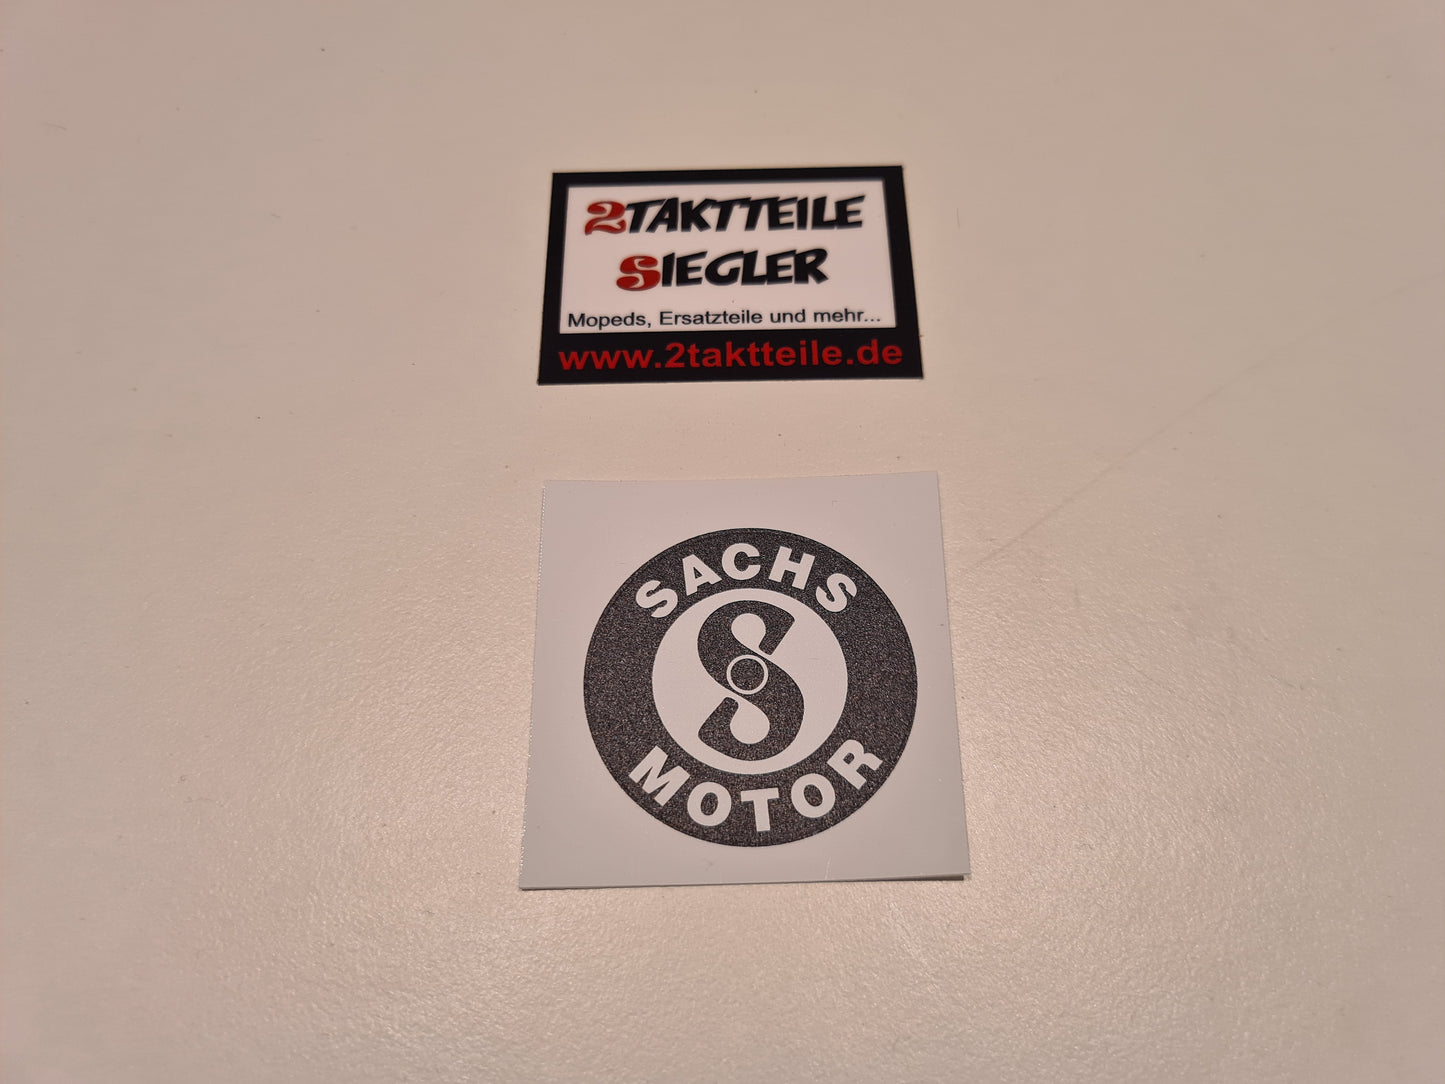 2TAKTTEILE
SIEGLER
Mopeds, Ersatzteile und mehr...
www.2taktteile.de
SACHS
S
MOTOR